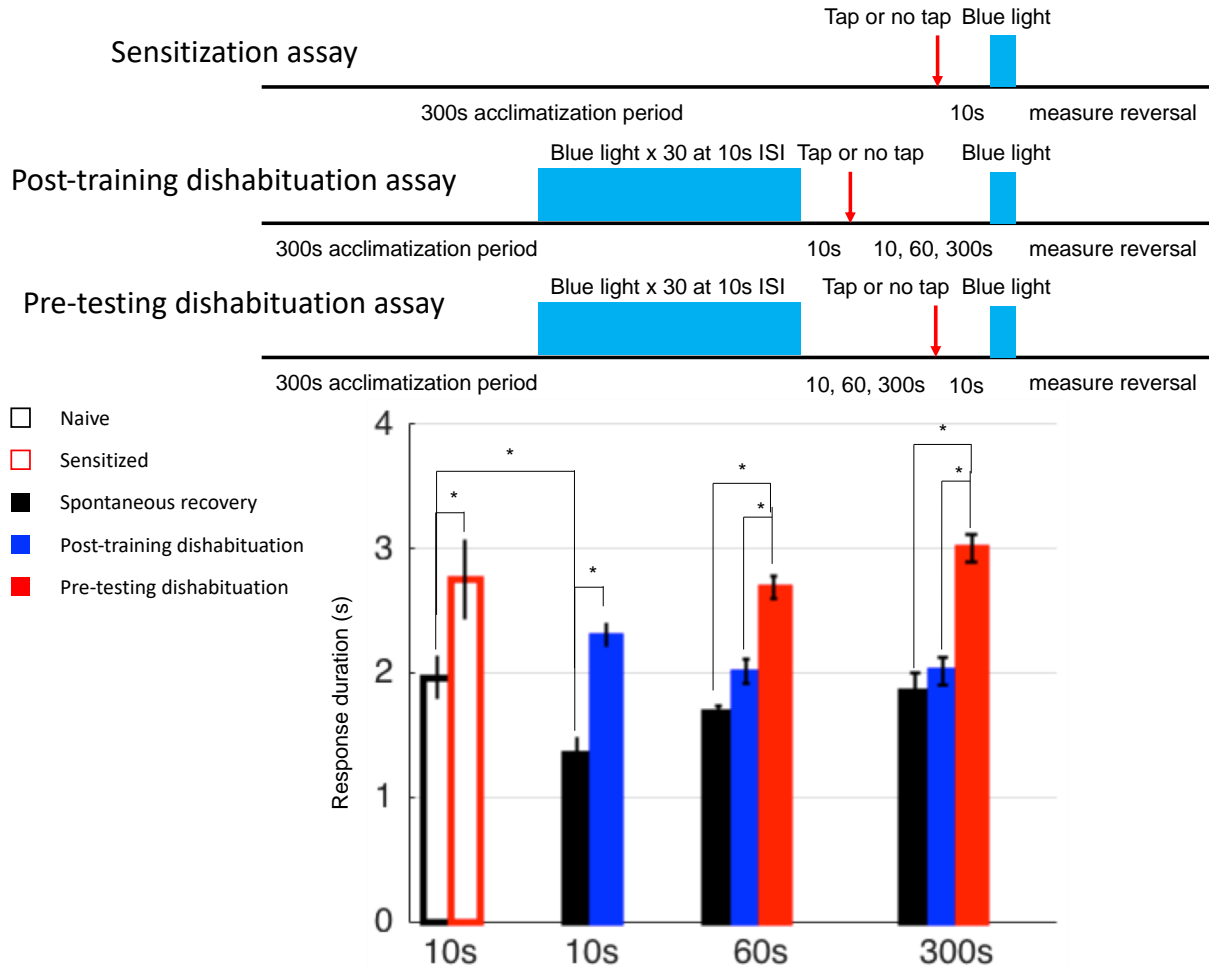 Tap or no tap Blue light
Sensitization assay
300s acclimatization period 10s measure reversal
Blue light x 30 at 10s ISI Tap or no tap Blue light
Post-training dishabituation assay
300s acclimatization period 10s 10, 60, 300s measure reversal
Blue light x 30 at 10s ISI Tap or no tap Blue light
Pre-testing dishabituation assay
300s acclimatization period 10, 60, 300s 10s measure reversal
Naive
Sensitized
Spontaneous recovery
Post-training dishabituation
Pre-testing dishabituation
Response duration (s)
4
3
2
1
0
* * * * * * * *
10s 10s 60s 300s